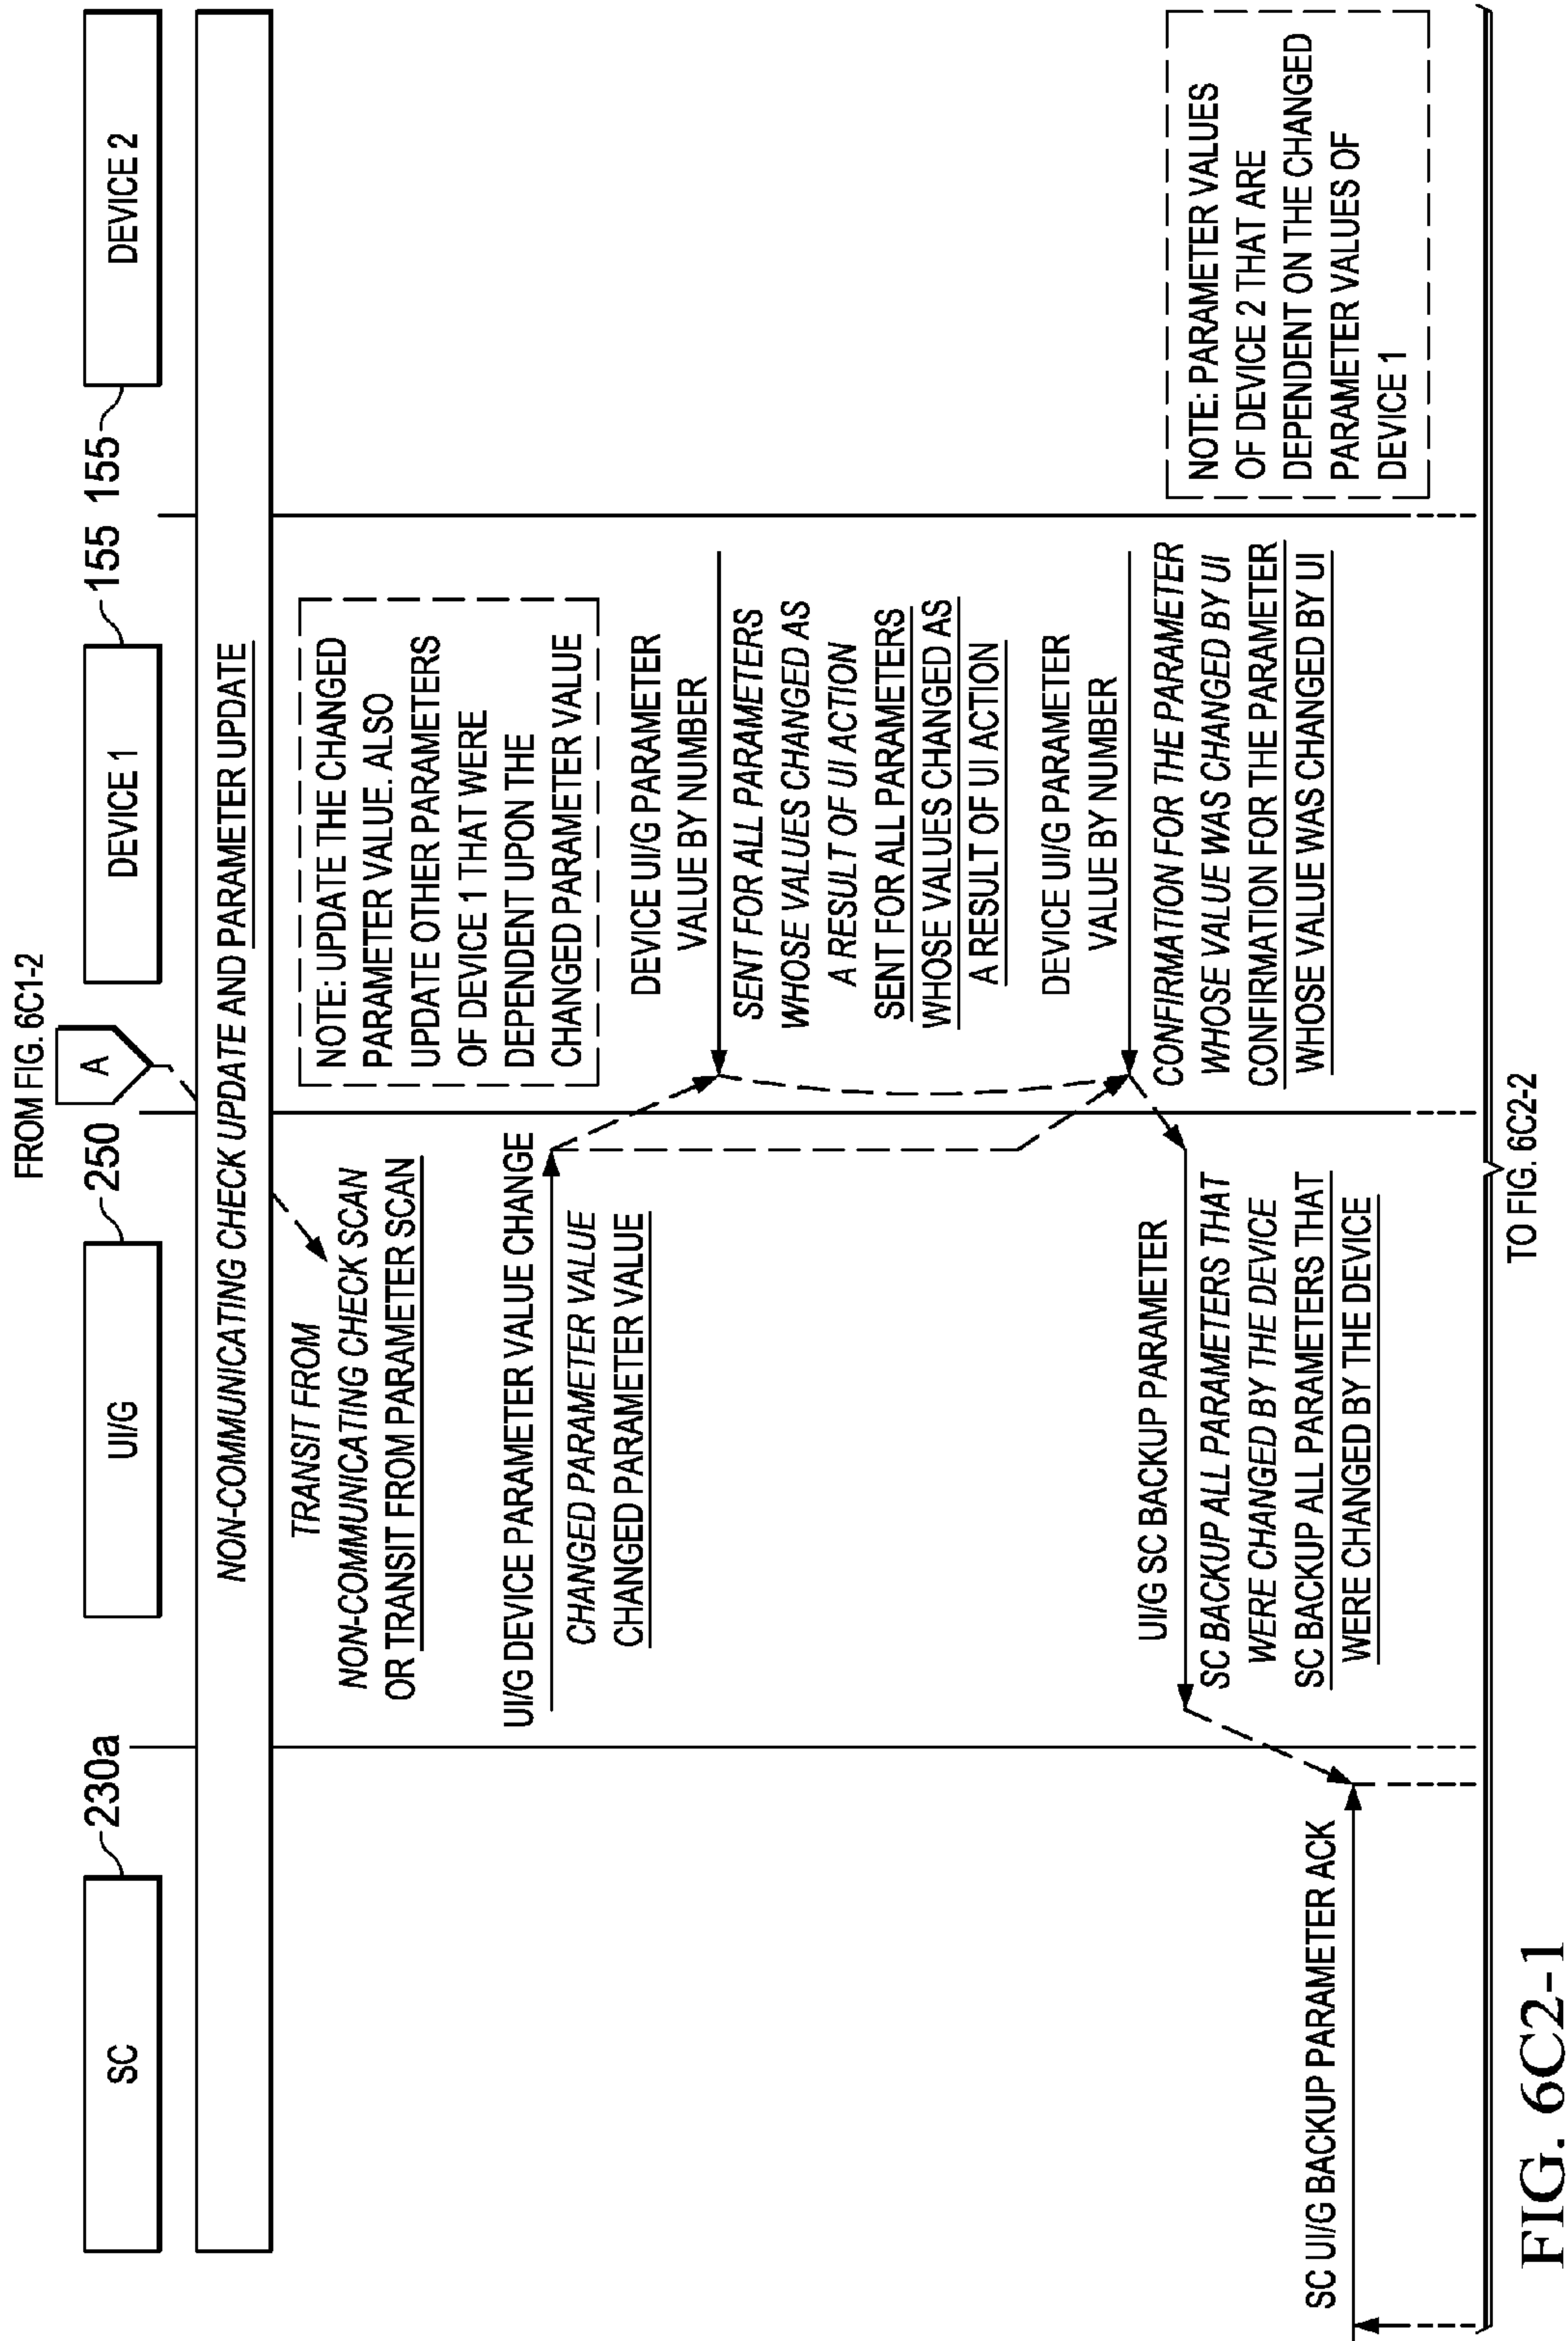 FROM FIG. 6C1-2
A
SC
230a
UI/G
250
DEVICE 1
155
155
DEVICE 2
NON-COMMUNICATING CHECK UPDATE AND PARAMETER UPDATE
TRANSIT FROM
NON-COMMUNICATING CHECK SCAN
OR TRANSIT FROM PARAMETER SCAN
NOTE: UPDATE THE CHANGED
PARAMETER VALUE. ALSO
UPDATE OTHER PARAMETERS
OF DEVICE 1 THAT WERE
DEPENDENT UPON THE
CHANGED PARAMETER VALUE
UI/G DEVICE PARAMETER VALUE CHANGE
CHANGED PARAMETER VALUE
CHANGED PARAMETER VALUE
DEVICE UI/G PARAMETER
VALUE BY NUMBER
SENT FOR ALL PARAMETERS
WHOSE VALUES CHANGED AS
A RESULT OF UI ACTION
SENT FOR ALL PARAMETERS
WHOSE VALUES CHANGED AS
A RESULT OF UI ACTION
DEVICE UI/G PARAMETER
VALUE BY NUMBER
CONFIRMATION FOR THE PARAMETER
WHOSE VALUE WAS CHANGED BY UI
CONFIRMATION FOR THE PARAMETER
WHOSE VALUE WAS CHANGED BY UI
UI/G SC BACKUP PARAMETER
SC BACKUP ALL PARAMETERS THAT
WERE CHANGED BY THE DEVICE
SC BACKUP ALL PARAMETERS THAT
WERE CHANGED BY THE DEVICE
NOTE: PARAMETER VALUES
OF DEVICE 2 THAT ARE
DEPENDENT ON THE CHANGED
PARAMETER VALUES OF
DEVICE 1
SC UI/G BACKUP PARAMETER ACK
TO FIG. 6C2-2
FIG. 6C2-1